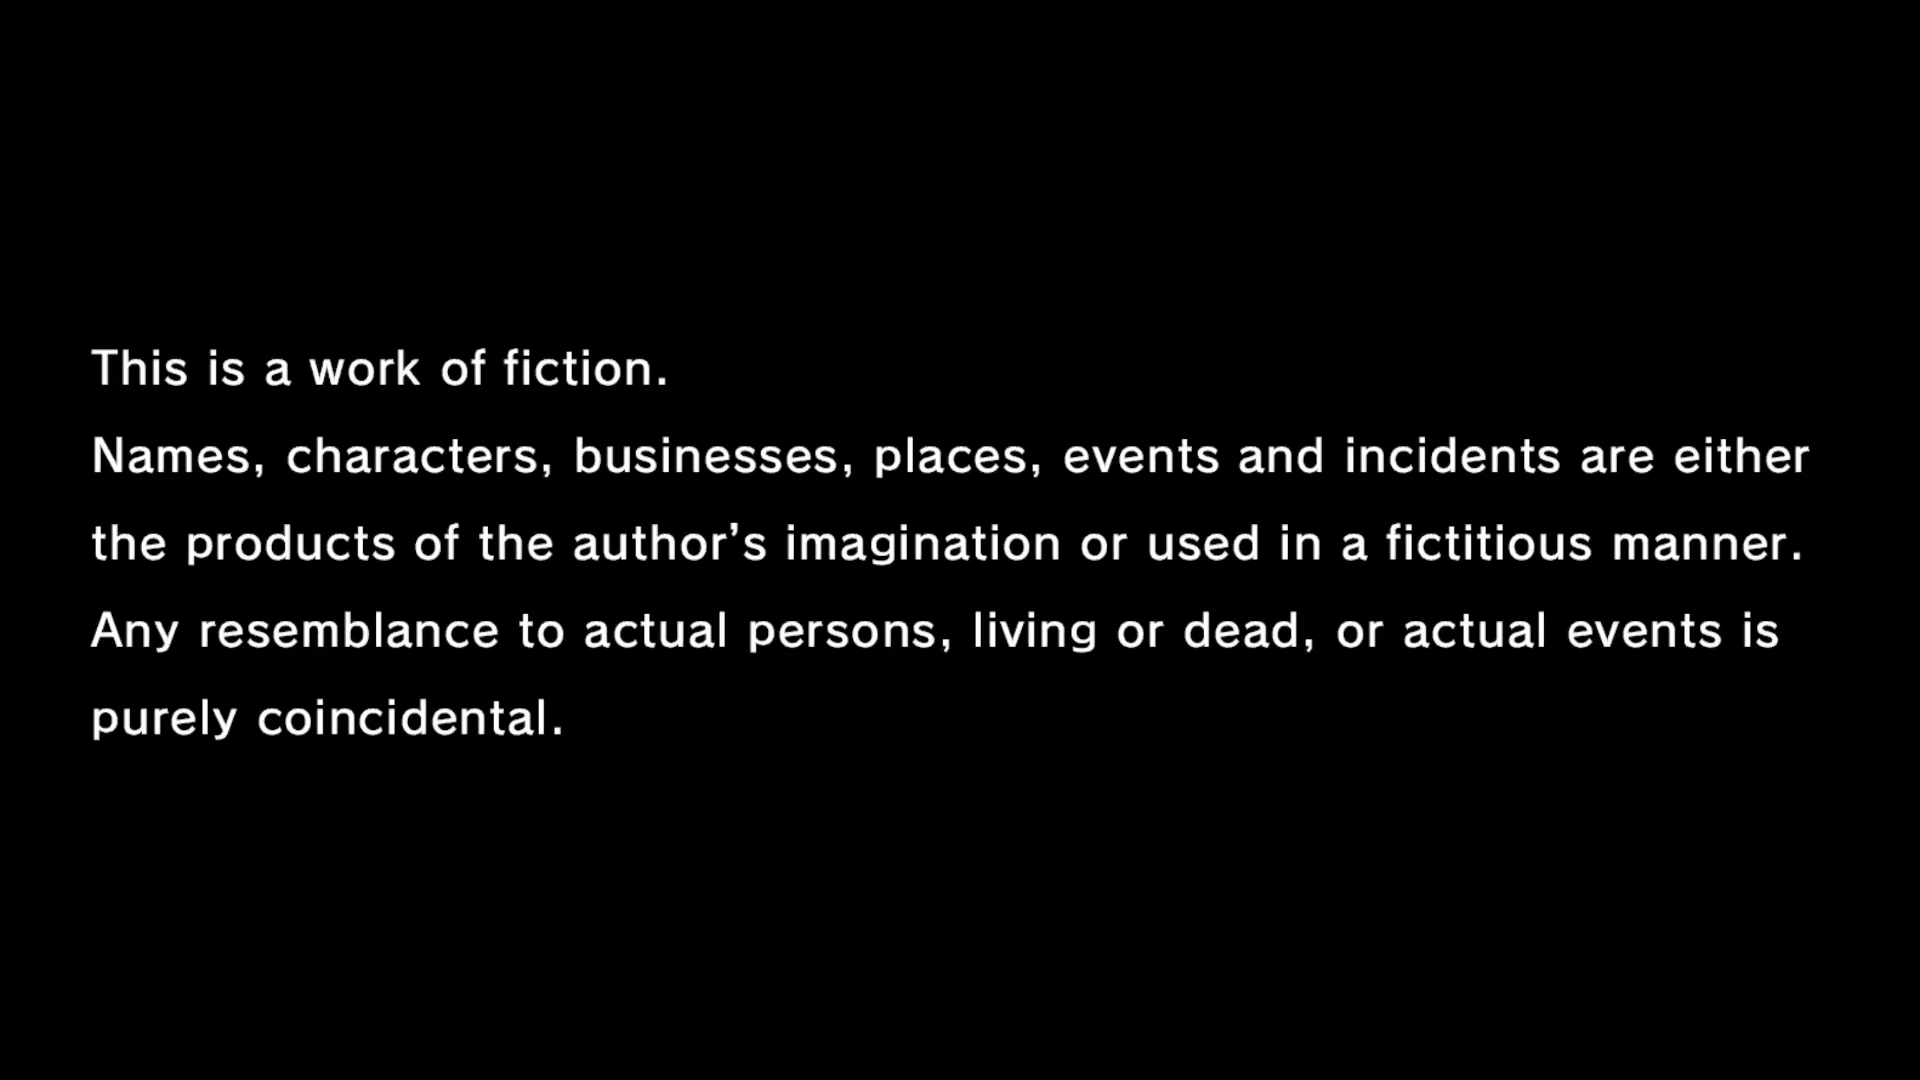 This is a work of fiction.
Names, characters, businesses, places, events and incidents are either
the products of the author’s imagination or used in a fictitious manner.
Any resemblance to actual persons, living or dead, or actual events is
purely coincidental.